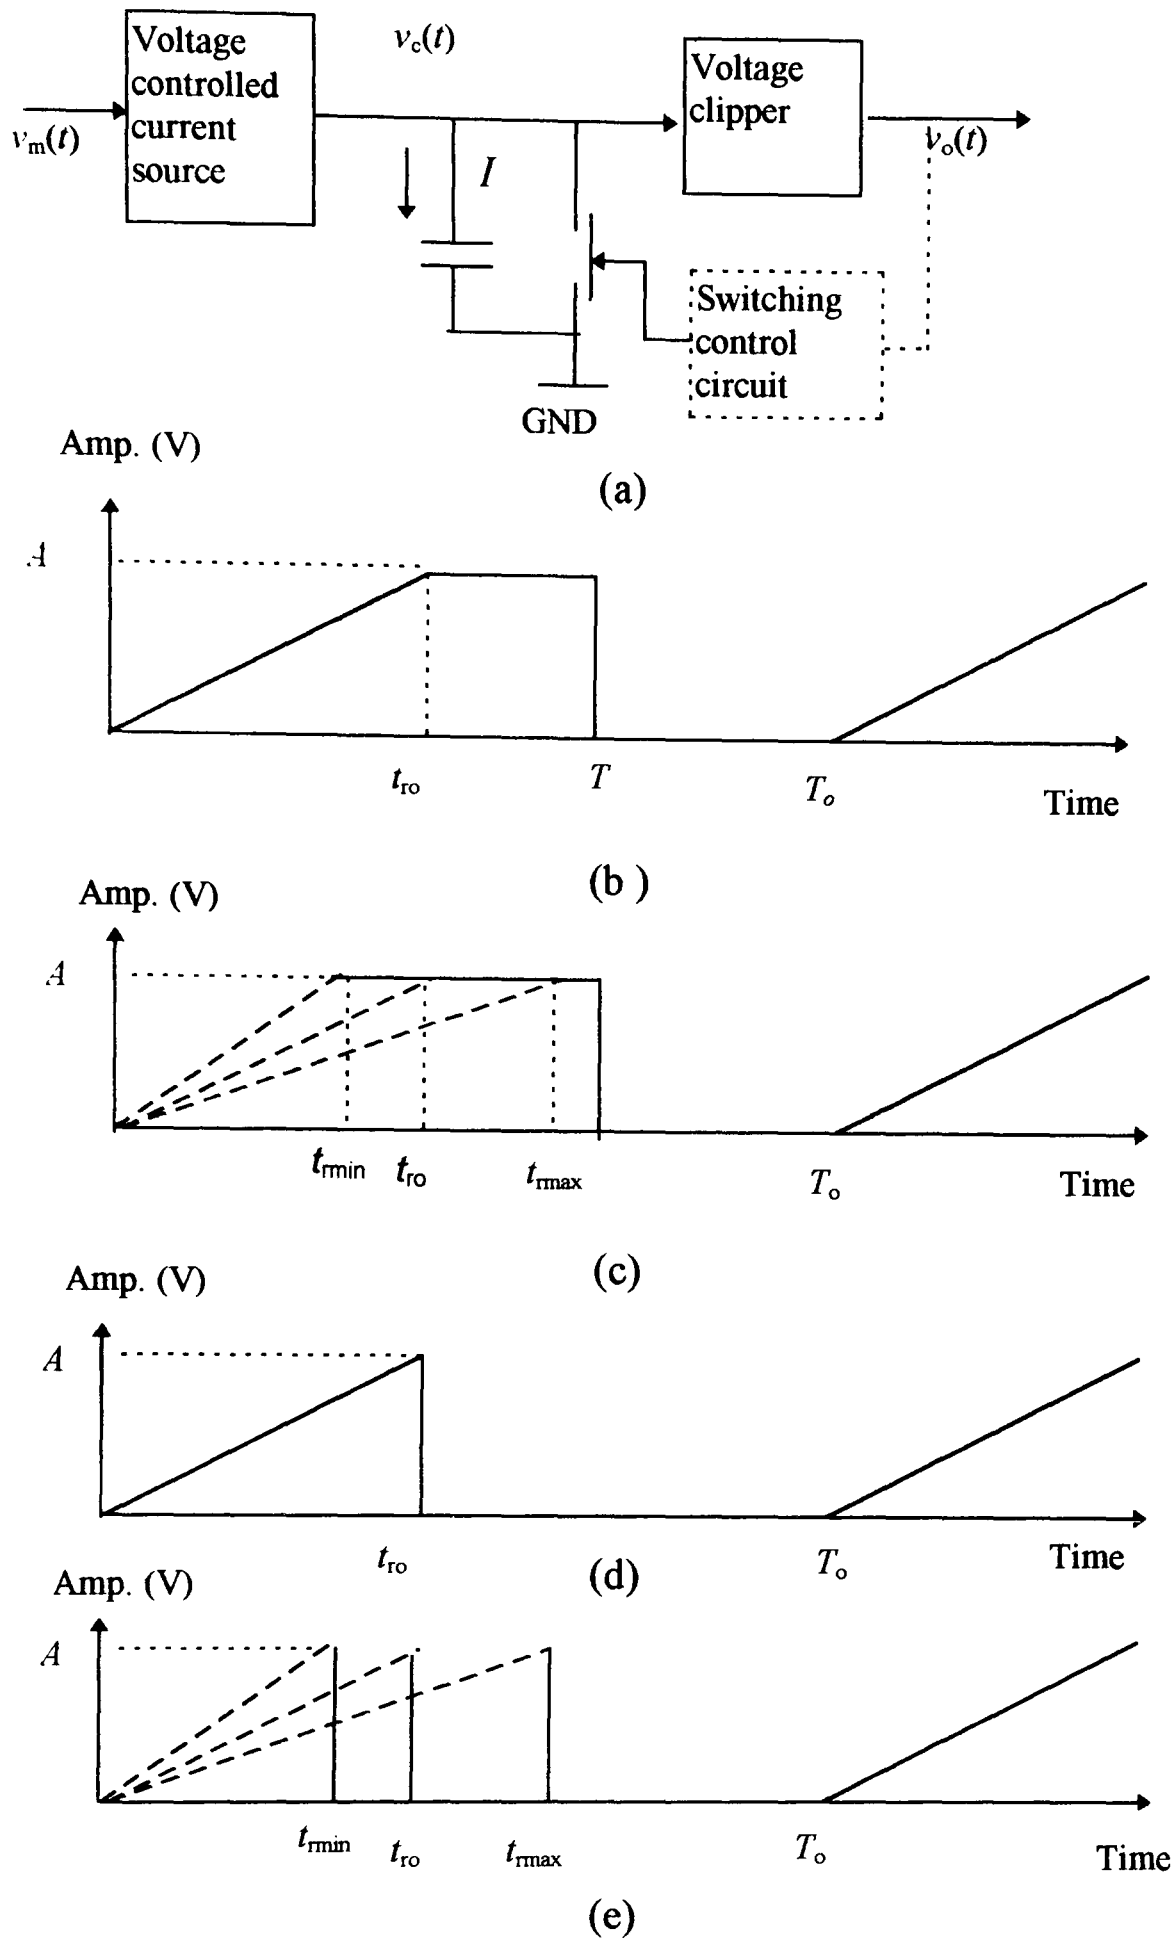 Voltage
controlled
current
source
v_m(t)
v_c(t)
I
Voltage
clipper
v_o(t)
Switching
control
circuit
GND
(a)
Amp. (V)
A
t_ro
T
T_o
Time
(b )
Amp. (V)
A
t_rmin
t_ro
t_rmax
T_o
Time
(c)
Amp. (V)
A
t_ro
T_o
Time
(d)
Amp. (V)
A
t_rmin
t_ro
t_rmax
T_o
Time
(e)